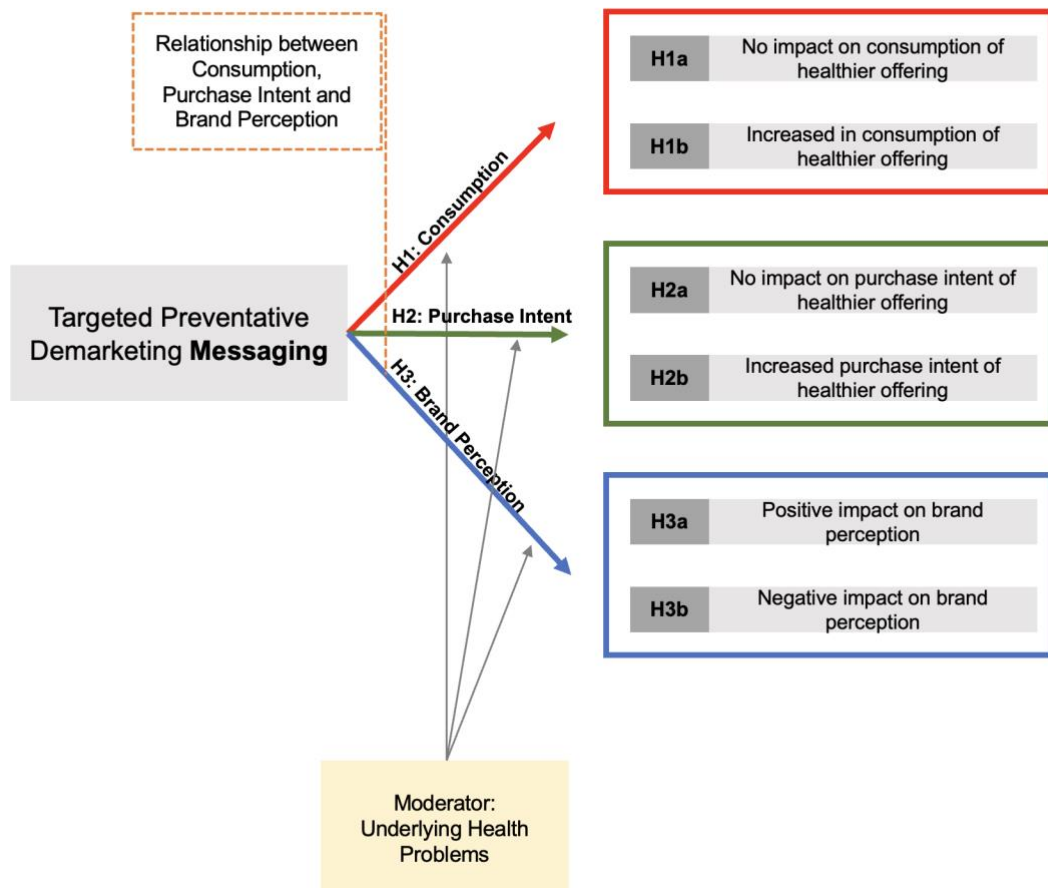 Relationship between
Consumption,
Purchase Intent and
Brand Perception
H1a
No impact on consumption of
healthier offering
H1b
Increased in consumption of
healthier offering
H1: Consumption
Targeted Preventative
Demarketing Messaging
H2: Purchase Intent
H2a
No impact on purchase intent of
healthier offering
H2b
Increased purchase intent of
healthier offering
H3: Brand Perception
H3a
Positive impact on brand
perception
H3b
Negative impact on brand
perception
Moderator:
Underlying Health
Problems